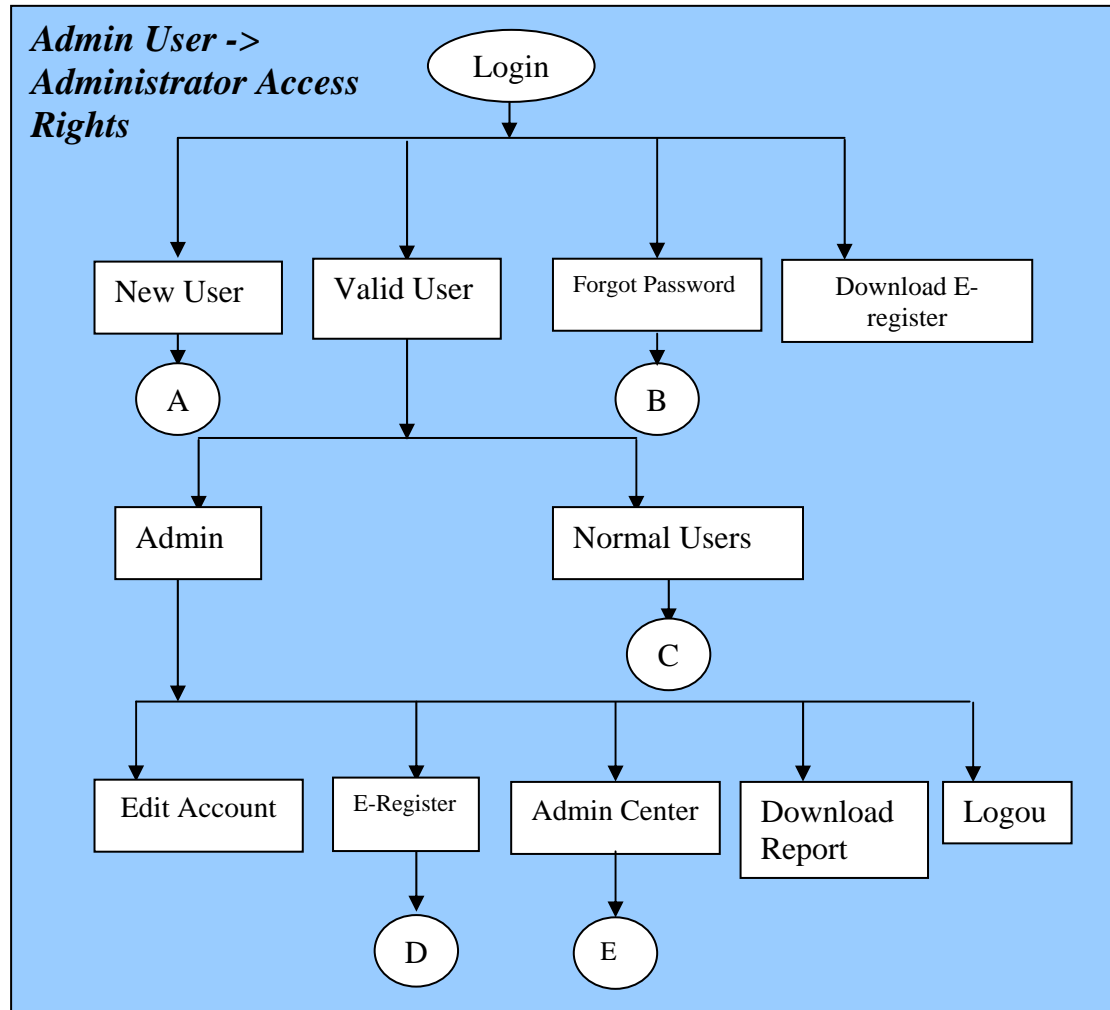 Admin User ->
Administrator Access
Rights
Login
New User
Valid User
Forgot Password
Download E-
register
A
B
Admin
Normal Users
C
Edit Account
E-Register
Admin Center
Download
Report
Logou
D
E